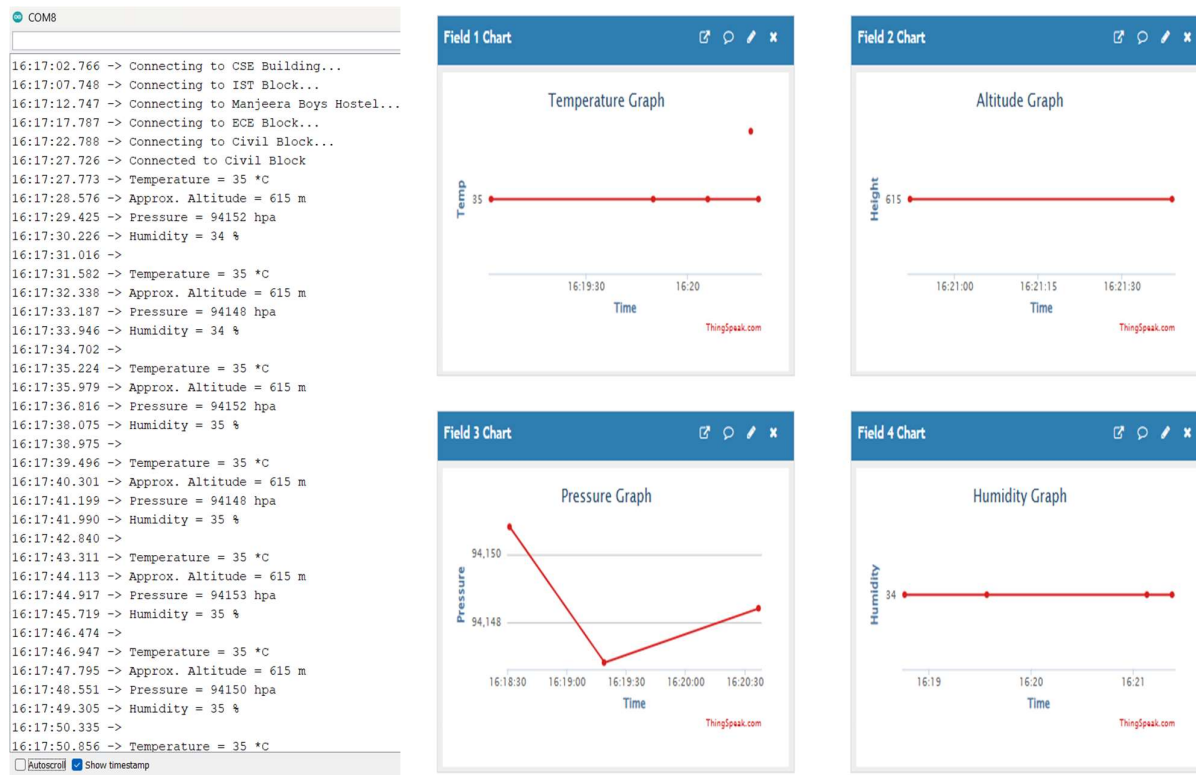 COM8
16:17:02.766 -> Connecting to CSE Building...
16:17:07.748 -> Connecting to IST Block...
16:17:12.747 -> Connecting to Manjeera Boys Hostel...
16:17:17.787 -> Connecting to ECE Block...
16:17:22.788 -> Connecting to Civil Block...
16:17:27.726 -> Connected to Civil Block
16:17:27.773 -> Temperature = 35 *C
16:17:28.576 -> Approx. Altitude = 615 m
16:17:29.425 -> Pressure = 94152 hpa
16:17:30.226 -> Humidity = 34 %
16:17:31.016 ->
16:17:31.582 -> Temperature = 35 *C
16:17:32.338 -> Approx. Altitude = 615 m
16:17:33.187 -> Pressure = 94148 hpa
16:17:33.946 -> Humidity = 34 %
16:17:34.702 ->
16:17:35.224 -> Temperature = 35 *C
16:17:35.979 -> Approx. Altitude = 615 m
16:17:36.816 -> Pressure = 94152 hpa
16:17:38.075 -> Humidity = 35 %
16:17:38.975 ->
16:17:39.496 -> Temperature = 35 *C
16:17:40.301 -> Approx. Altitude = 615 m
16:17:41.199 -> Pressure = 94148 hpa
16:17:41.990 -> Humidity = 35 %
16:17:42.840 ->
16:17:43.311 -> Temperature = 35 *C
16:17:44.113 -> Approx. Altitude = 615 m
16:17:44.917 -> Pressure = 94153 hpa
16:17:45.719 -> Humidity = 35 %
16:17:46.474 ->
16:17:46.947 -> Temperature = 35 *C
16:17:47.795 -> Approx. Altitude = 615 m
16:17:48.551 -> Pressure = 94150 hpa
16:17:49.305 -> Humidity = 35 %
16:17:50.335 ->
16:17:50.856 -> Temperature = 35 *C
Autoscroll Show timestamp
Field 1 Chart
Temperature Graph
Temp
35
16:19:30 16:20
Time
ThingSpeak.com
Field 2 Chart
Altitude Graph
Height
615
16:21:00 16:21:15 16:21:30
Time
ThingSpeak.com
Field 3 Chart
Pressure Graph
Pressure
94,150
94,148
16:18:30 16:19:00 16:19:30 16:20:00 16:20:30
Time
ThingSpeak.com
Field 4 Chart
Humidity Graph
Humidity
34
16:19 16:20 16:21
Time
ThingSpeak.com